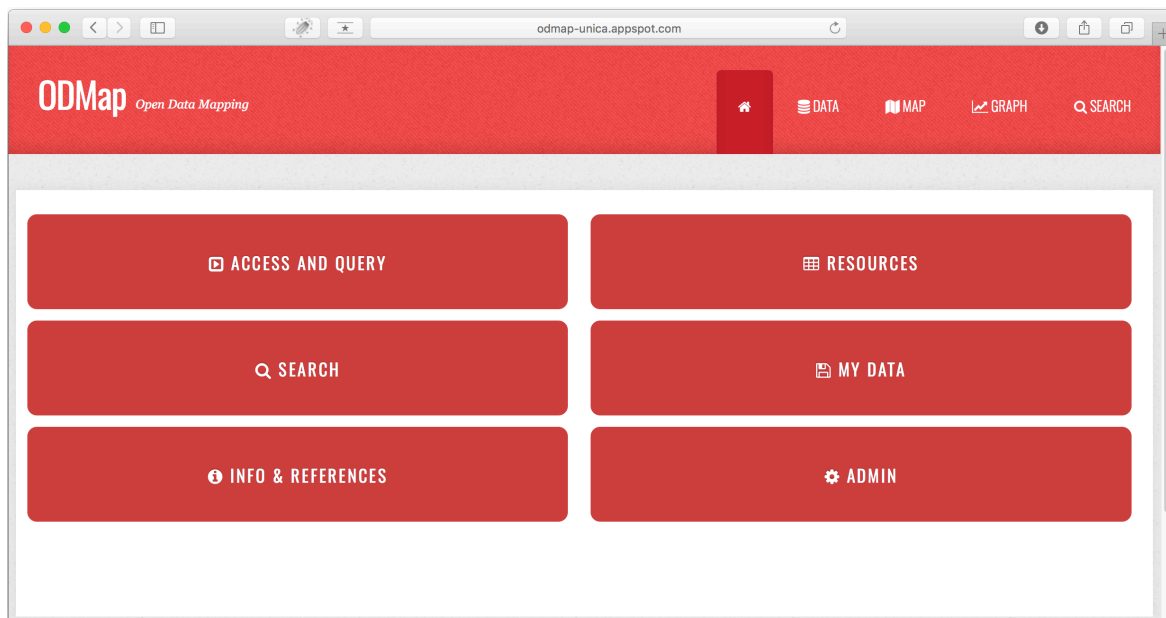 odmap-unica.appspot.com
ODMap Open Data Mapping
DATA MAP GRAPH SEARCH
ACCESS AND QUERY RESOURCES
SEARCH MY DATA
INFO & REFERENCES ADMIN